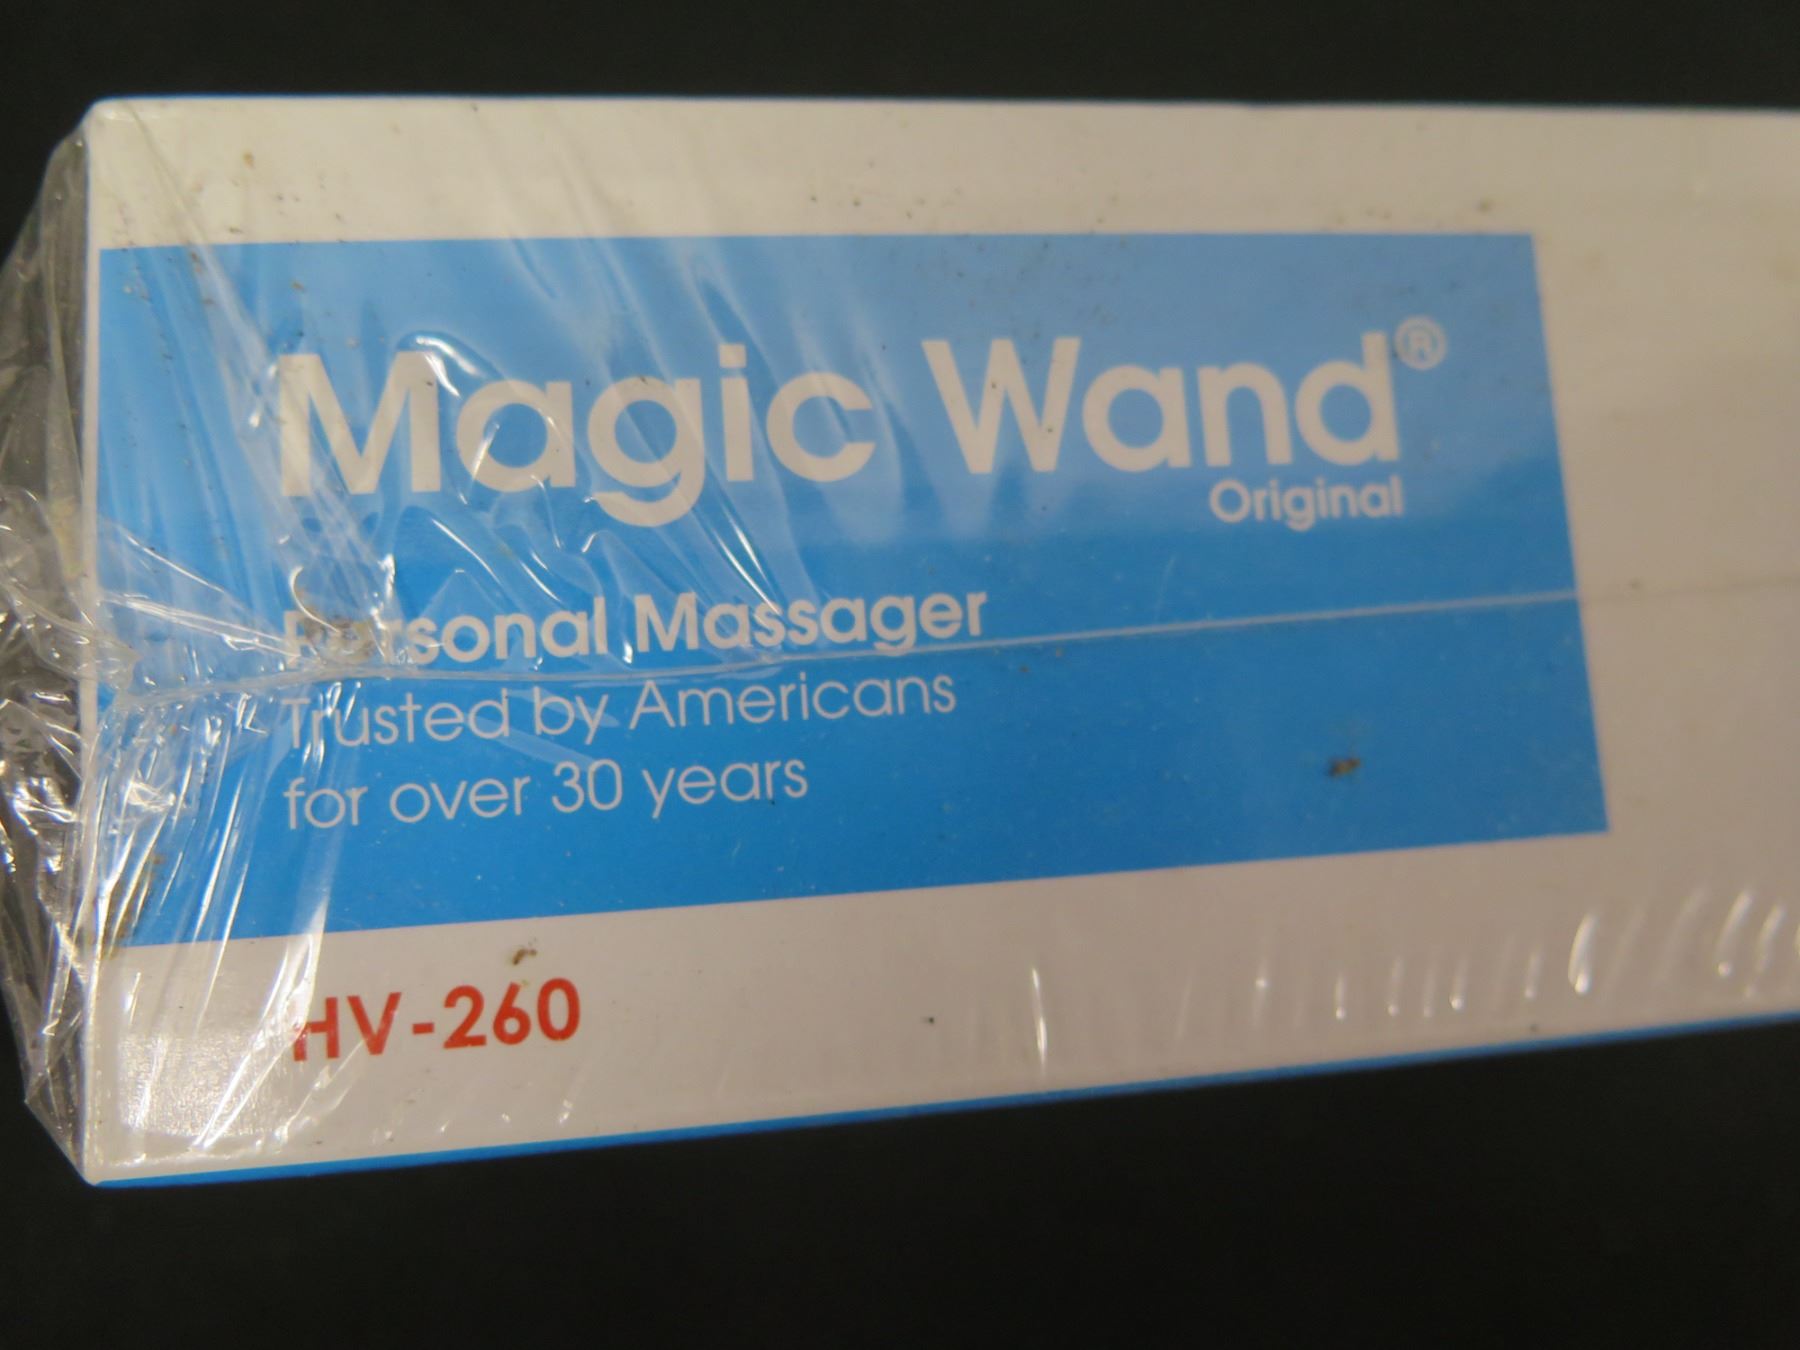 Magic Wand®
Original
Personal Massager
Trusted by Americans
for over 30 years
HV-260